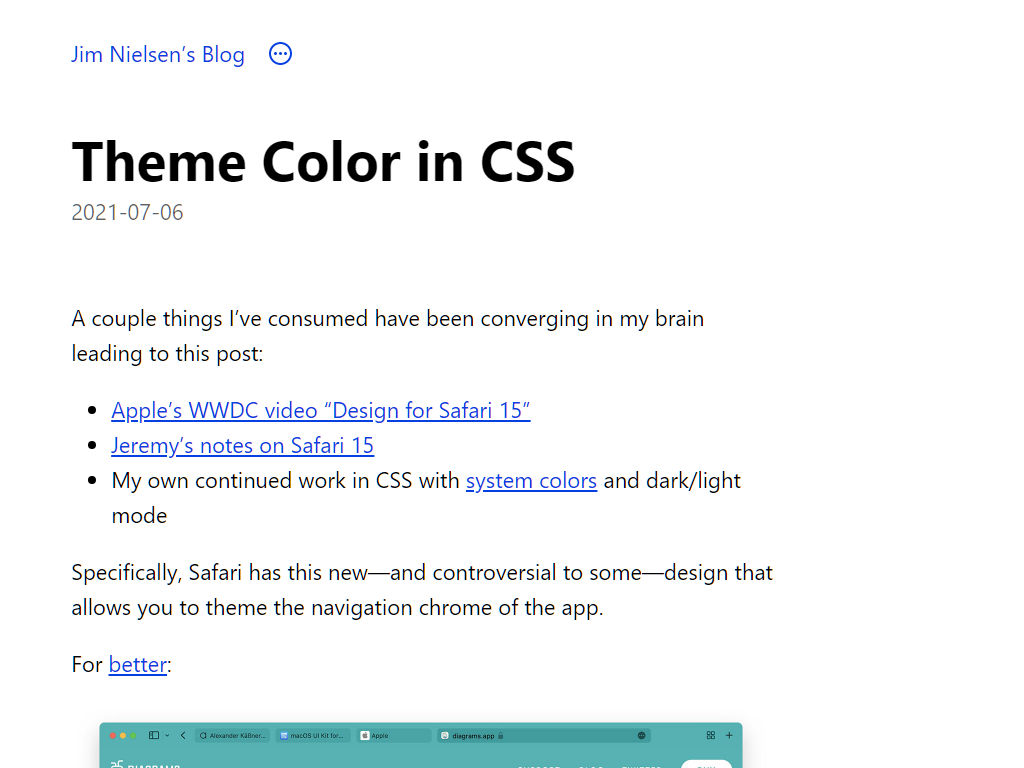 Jim Nielsen’s Blog
Theme Color in CSS
2021-07-06
A couple things I’ve consumed have been converging in my brain
leading to this post:
Apple’s WWDC video “Design for Safari 15”
Jeremy’s notes on Safari 15
My own continued work in CSS with system colors and dark/light
mode
Specifically, Safari has this new—and controversial to some—design that
allows you to theme the navigation chrome of the app.
For better:
Alexander Käßner... macOS UI Kit for... Apple diagrams.app